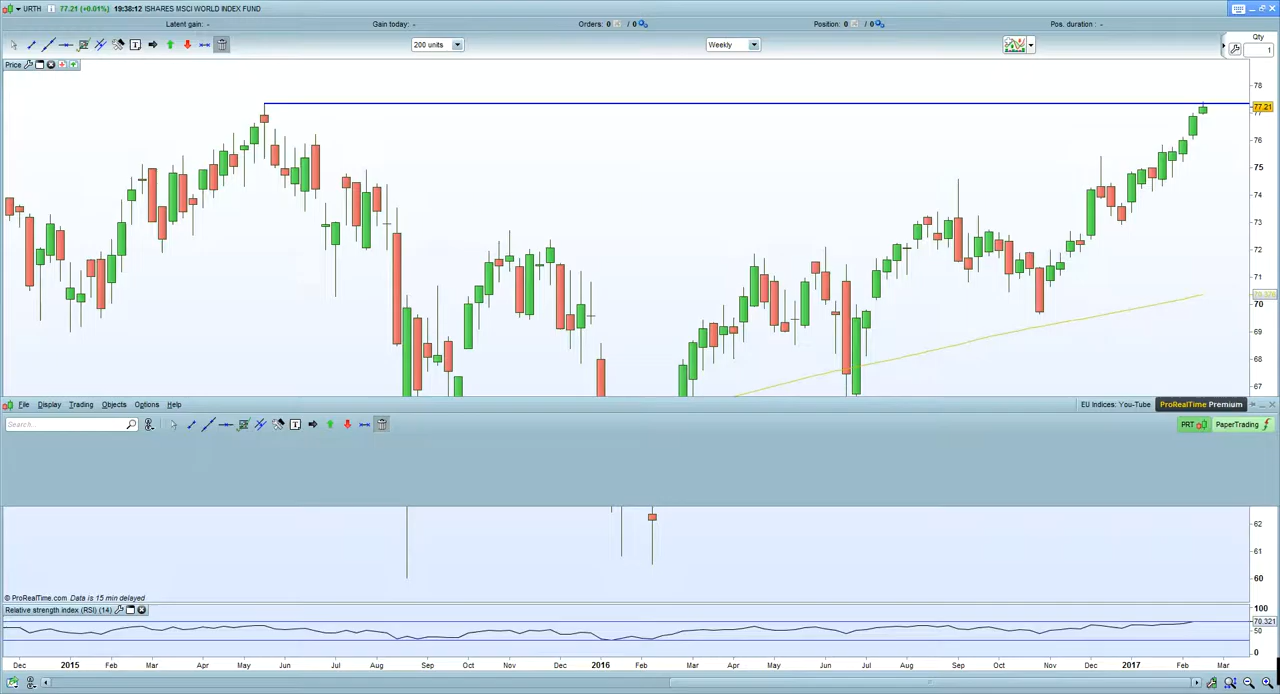 URTH 77.21 (+0.01%) 19:38:12 ISHARES MSCI WORLD INDEX FUND
Latent gain: - Gain today: - Orders: 0 / 0 Position: 0 / 0 Pos. duration : -
200 units Weekly Qty
1
Price
78
77.21
77
76
75
74
73
72
71
70
69
68
67
File Display Trading Objects Options Help EU Indices: You-Tube ProRealTime Premium
Search... PRT PaperTrading
62
61
60
© ProRealTime.com Data is 15 min delayed
Relative strength index (RSI) (14)
100
70.321
50
0
Dec 2015 Feb Mar Apr May Jun Jul Aug Sep Oct Nov 2016 Feb Mar Apr May Jun Jul Aug Sep Oct Nov Dec 2017 Feb Mar